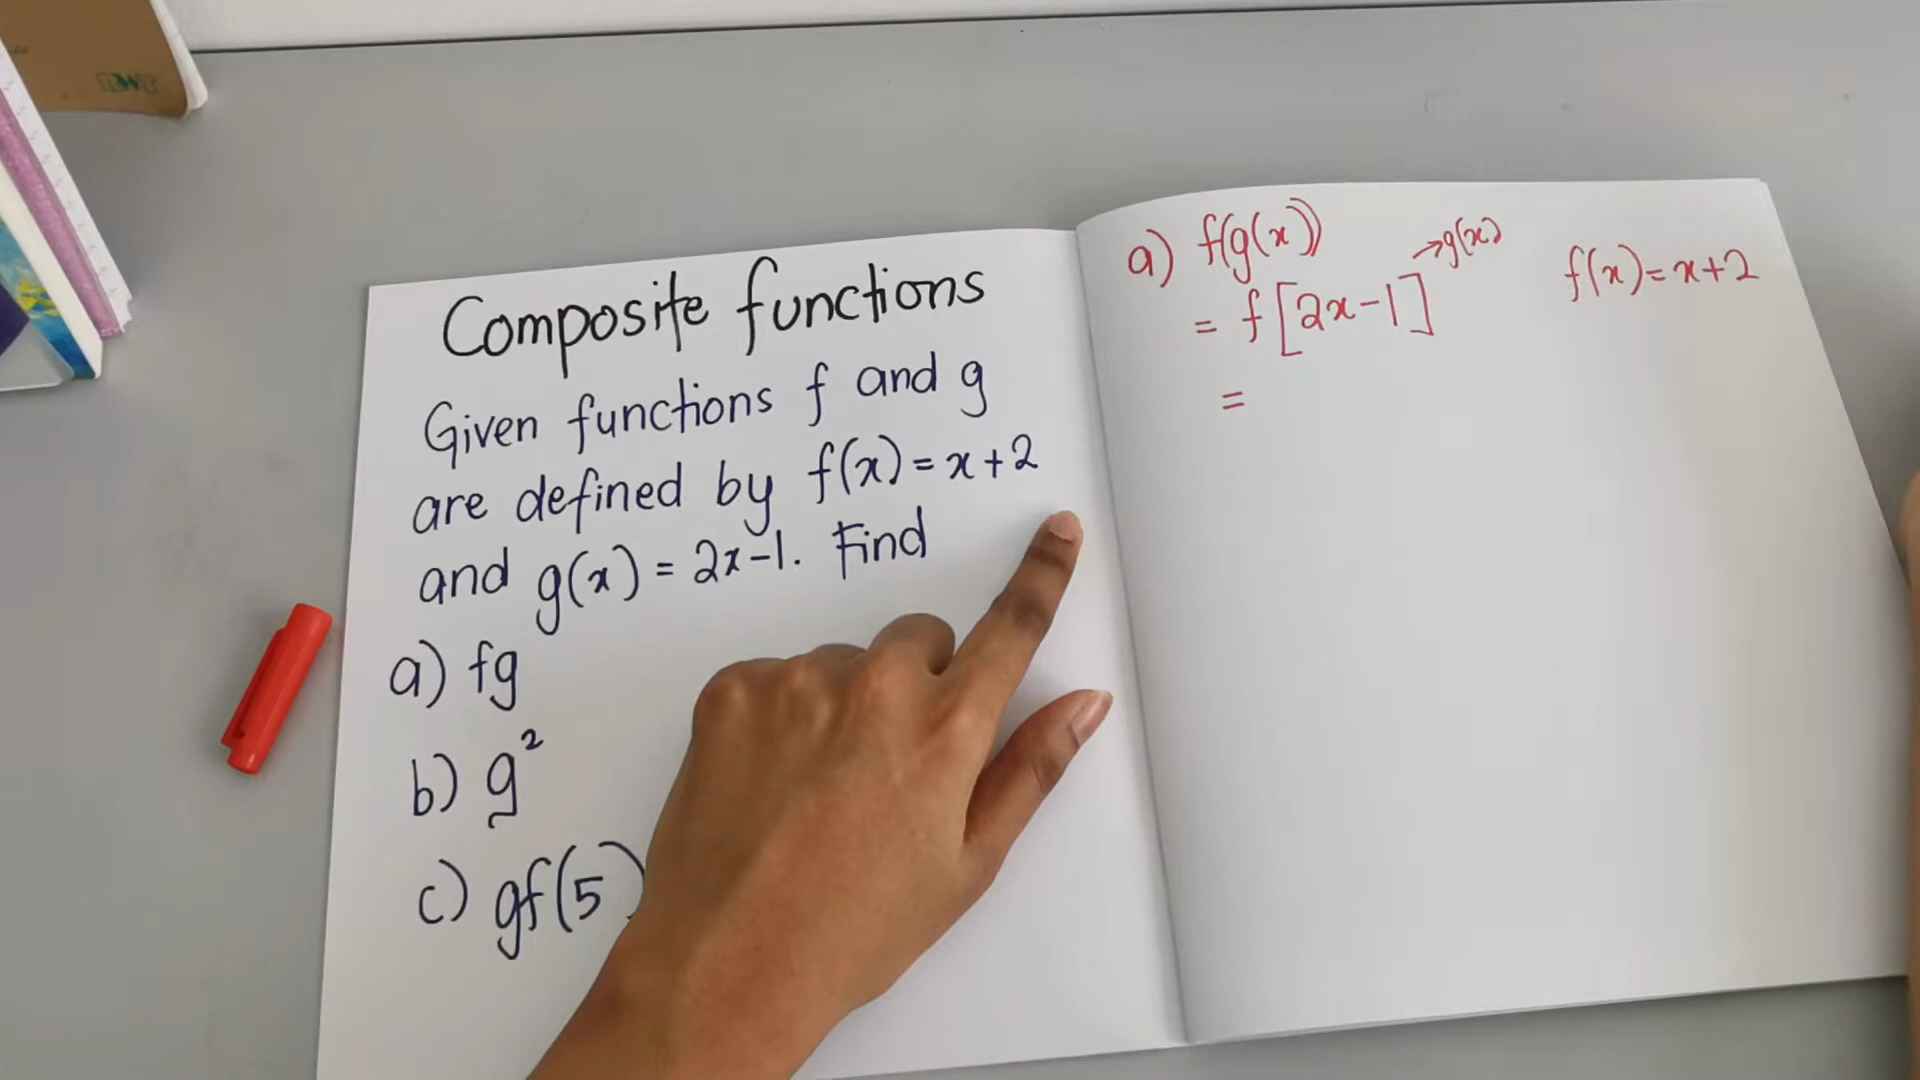 Composite functions
Given functions f and g
are defined by f(x) = x + 2
and g(x) = 2x - 1. Find
a) fg
b) g²
c) gf(5)
a) f(g(x))
= f[2x-1] → g(x)
=
f(x) = x + 2